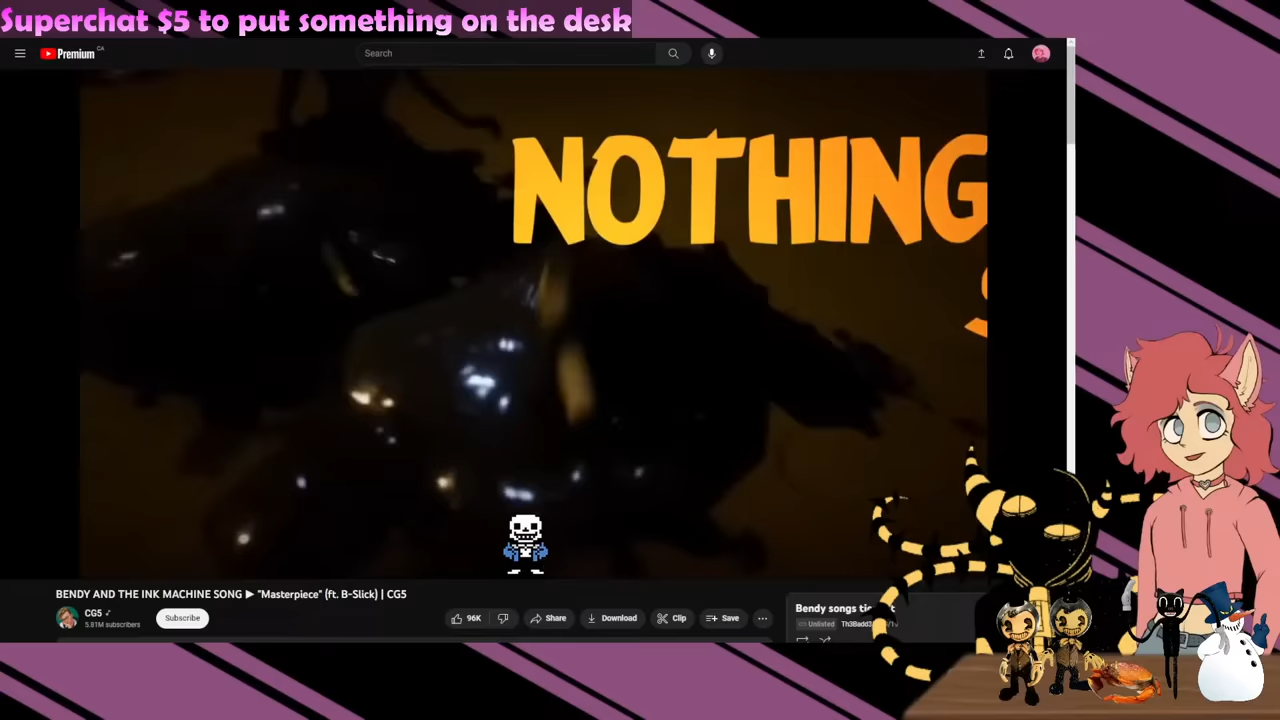 Superchat $5 to put something on the desk
Premium CA
Search
NOTHING
BENDY AND THE INK MACHINE SONG ▶ "Masterpiece" (ft. B-Slick) | CG5
CG5 ♪
5.81M subscribers
Subscribe
96K
Share
Download
Clip
Save
Bendy songs
Unlisted